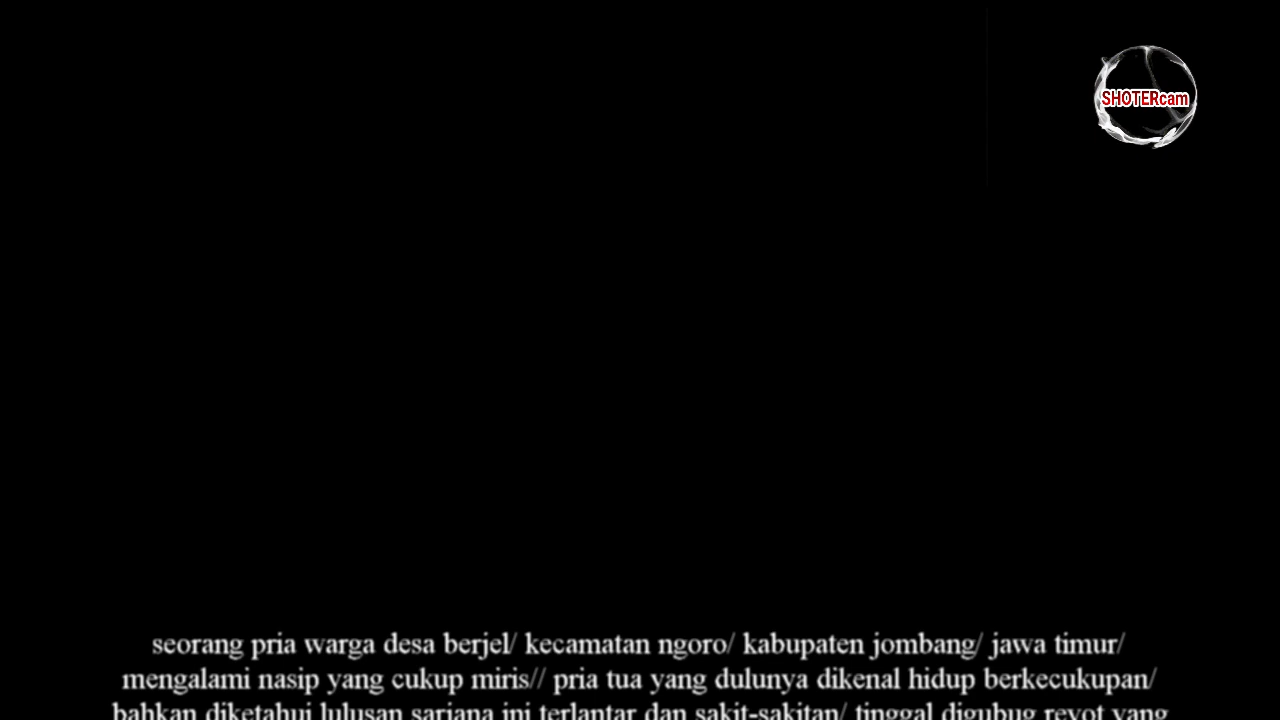 SHOTERcam
seorang pria warga desa berjel/ kecamatan ngoro/ kabupaten jombang/ jawa timur/
mengalami nasip yang cukup miris// pria tua yang dulunya dikenal hidup berkecukupan/
bahkan diketahui lulusan sarjana ini terlantar dan sakit-sakitan/ tinggal digubug reyot yang